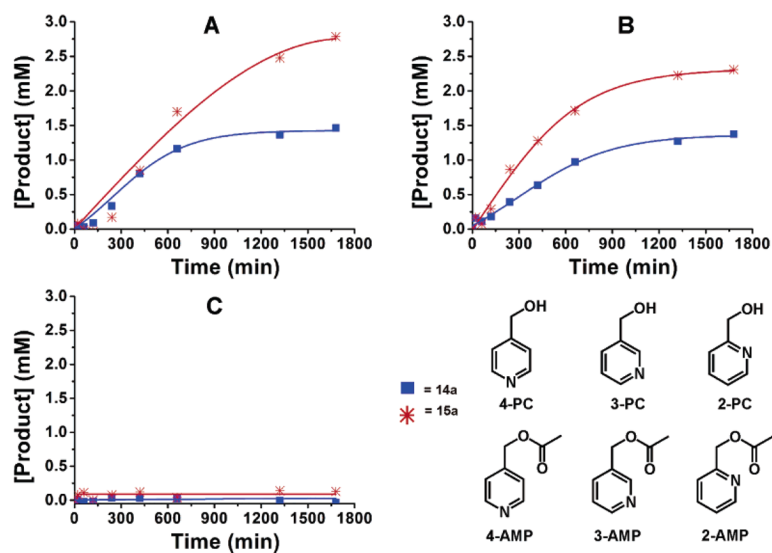 A
[Product] (mM)
3.0
2.5
2.0
1.5
1.0
0.5
0.0
0 300 600 900 1200 1500 1800
Time (min)
B
[Product] (mM)
3.0
2.5
2.0
1.5
1.0
0.5
0.0
0 300 600 900 1200 1500 1800
Time (min)
C
[Product] (mM)
3.0
2.5
2.0
1.5
1.0
0.5
0.0
0 300 600 900 1200 1500 1800
Time (min)
= 14a
= 15a
OH
N
4-PC
OH
N
3-PC
OH
N
2-PC
O
O
N
4-AMP
O
O
N
3-AMP
O
O
N
2-AMP